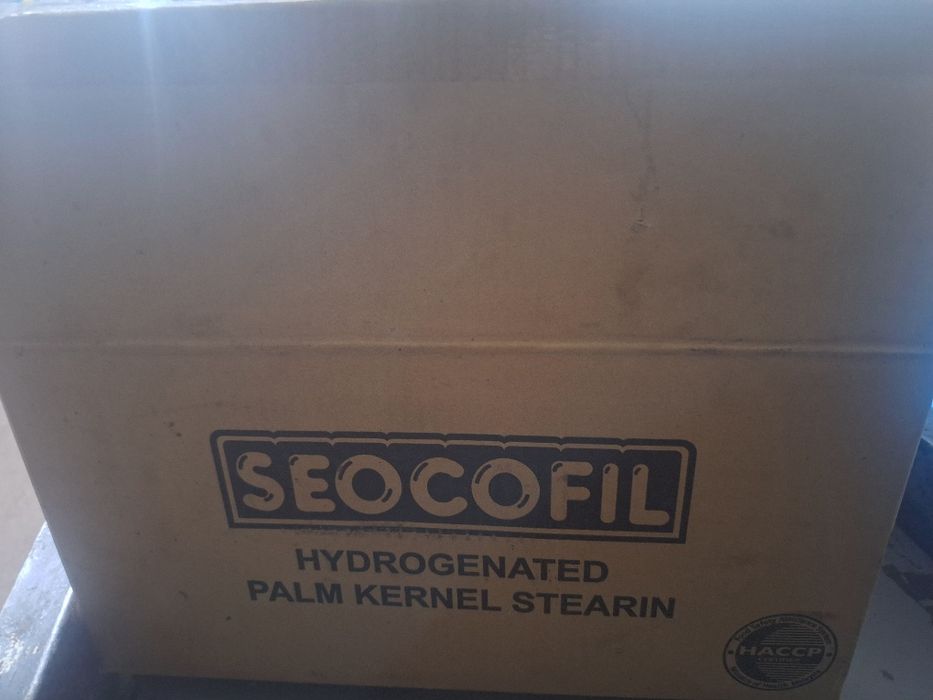 SEOCOFIL
HYDROGENATED
PALM KERNEL STEARIN
HACCP